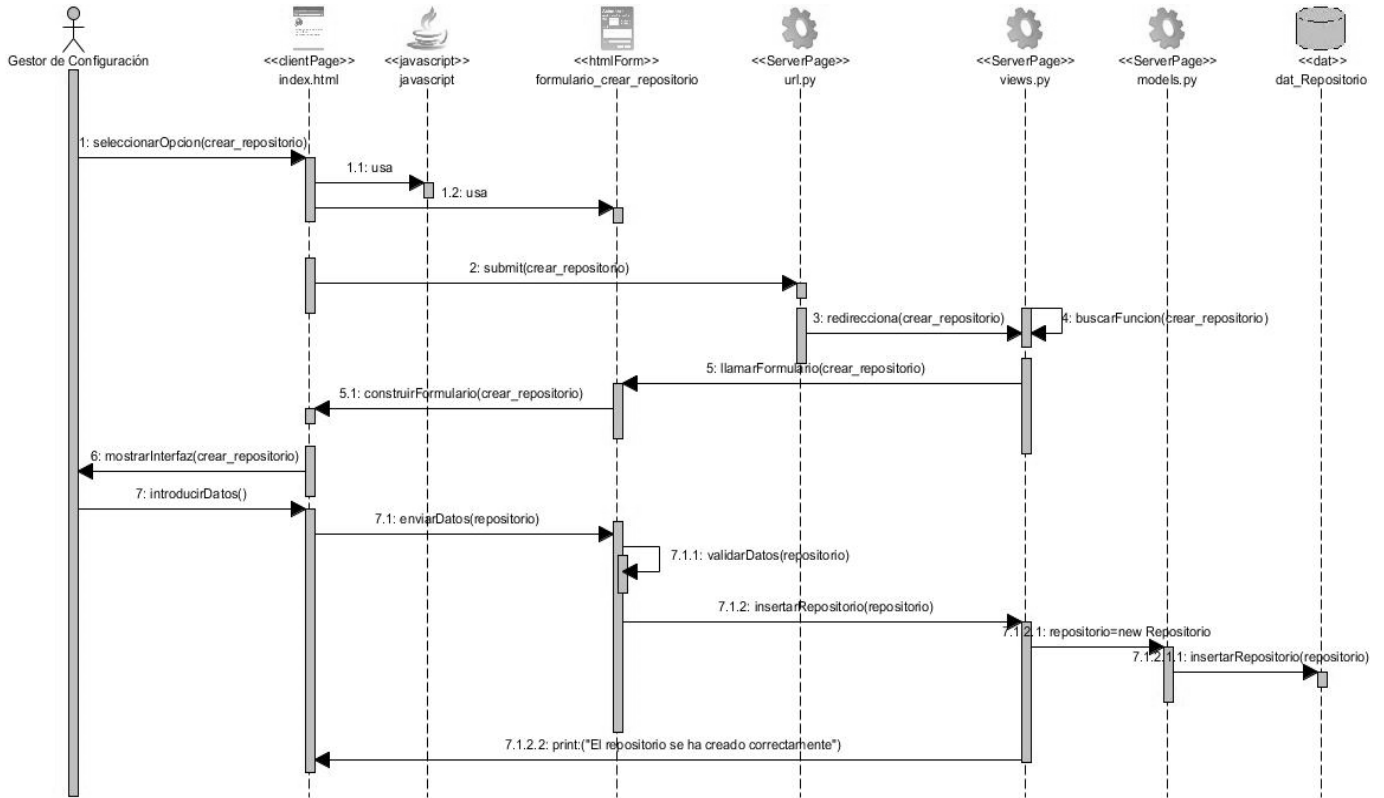 Gestor de Configuración
<<clientPage>>
index.html
<<javascript>>
javascript
<<htmlForm>>
formulario_crear_repositorio
<<ServerPage>>
url.py
<<ServerPage>>
views.py
<<ServerPage>>
models.py
<<dat>>
dat_Repositorio
1: seleccionarOpcion(crear_repositorio)
1.1: usa
1.2: usa
2: submit(crear_repositorio)
3: redirecciona(crear_repositorio)
4: buscarFuncion(crear_repositorio)
5: llamarFormulario(crear_repositorio)
5.1: construirFormulario(crear_repositorio)
6: mostrarInterfaz(crear_repositorio)
7: introducirDatos()
7.1: enviarDatos(repositorio)
7.1.1: validarDatos(repositorio)
7.1.2: insertarRepositorio(repositorio)
7.1.2.1: repositorio=new Repositorio
7.1.2.1.1: insertarRepositorio(repositorio)
7.1.2.2: print:("El repositorio se ha creado correctamente")